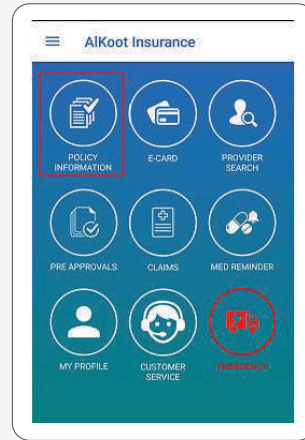 AlKoot Insurance
POLICY
INFORMATION
E-CARD
PROVIDER
SEARCH
PRE APPROVALS
CLAIMS
MED REMINDER
MY PROFILE
CUSTOMER
SERVICE
EMERGENCY